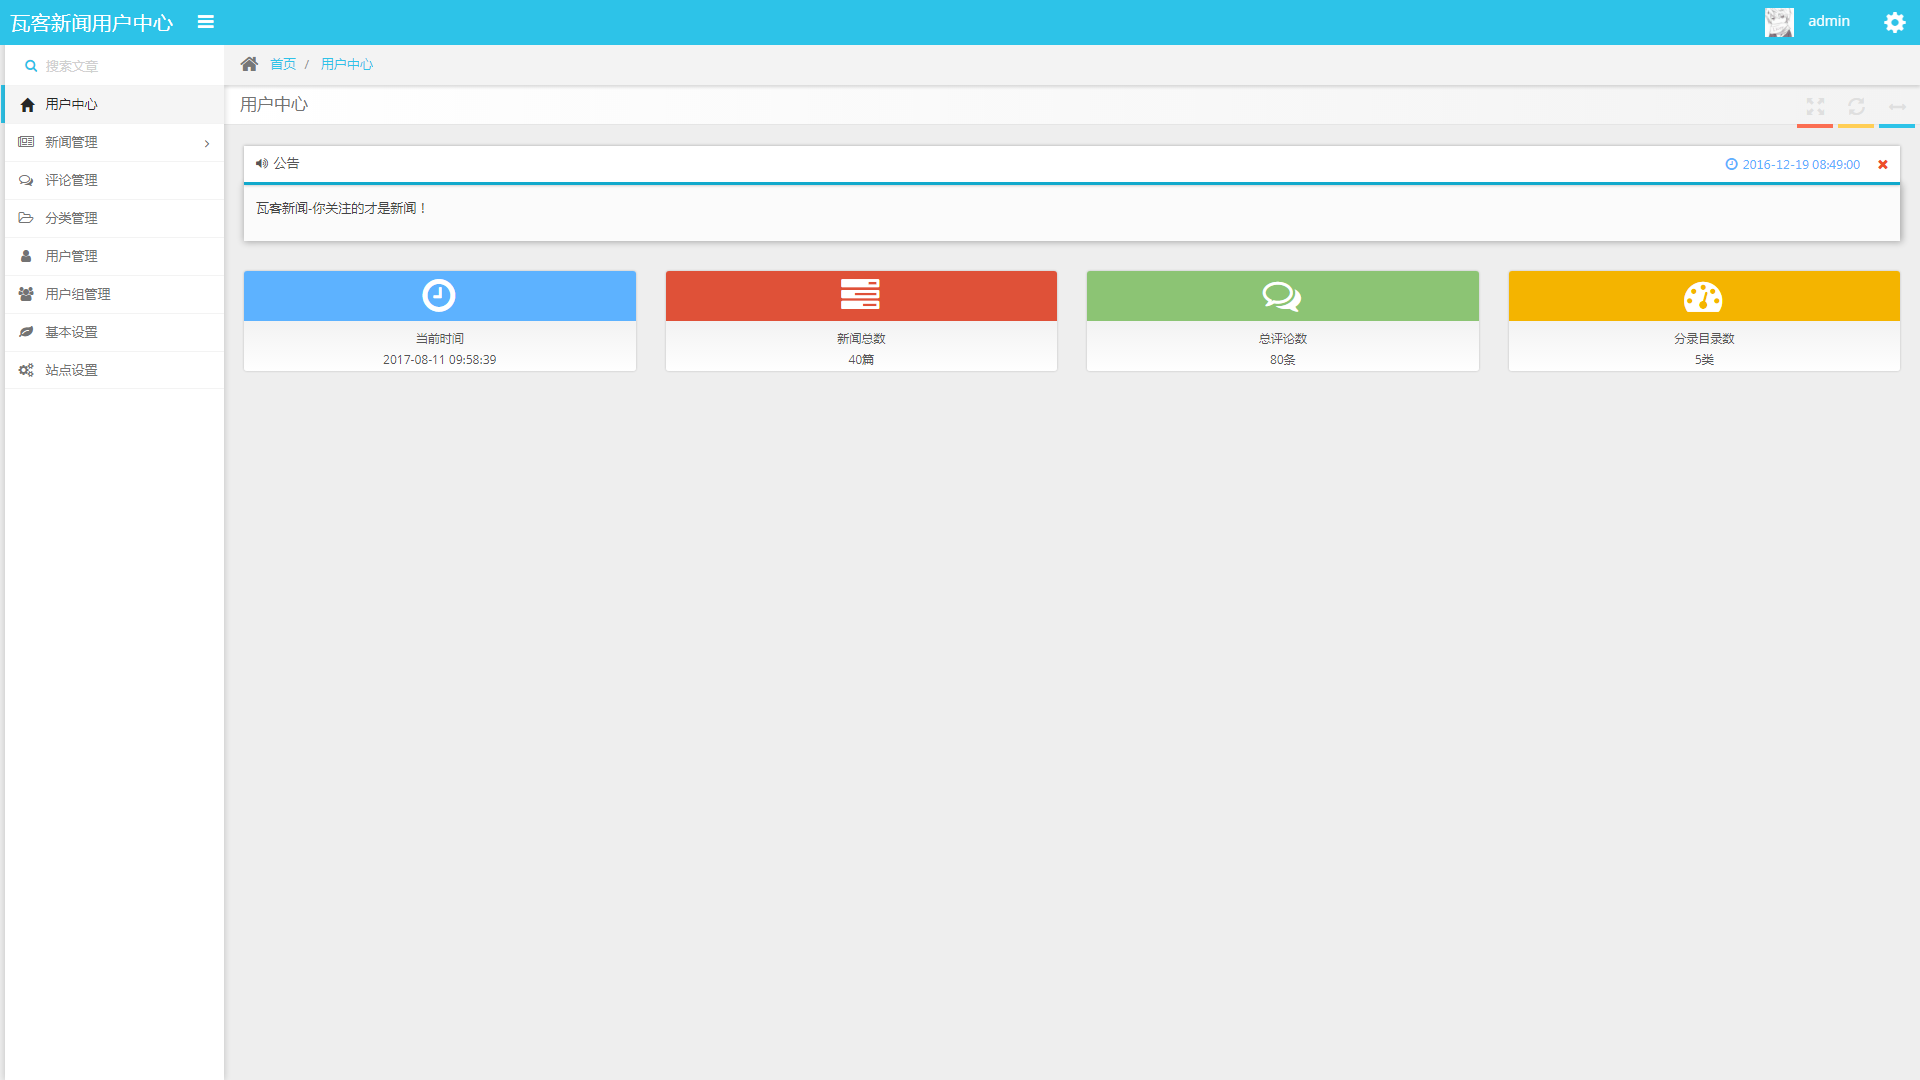 瓦客新闻用户中心
admin
搜索文章
首页 / 用户中心
用户中心
用户中心
新闻管理
评论管理
分类管理
用户管理
用户组管理
基本设置
站点设置
公告
2016-12-19 08:49:00
瓦客新闻-你关注的才是新闻！
当前时间
2017-08-11 09:58:39
新闻总数
40篇
总评论数
80条
分录目录数
5类